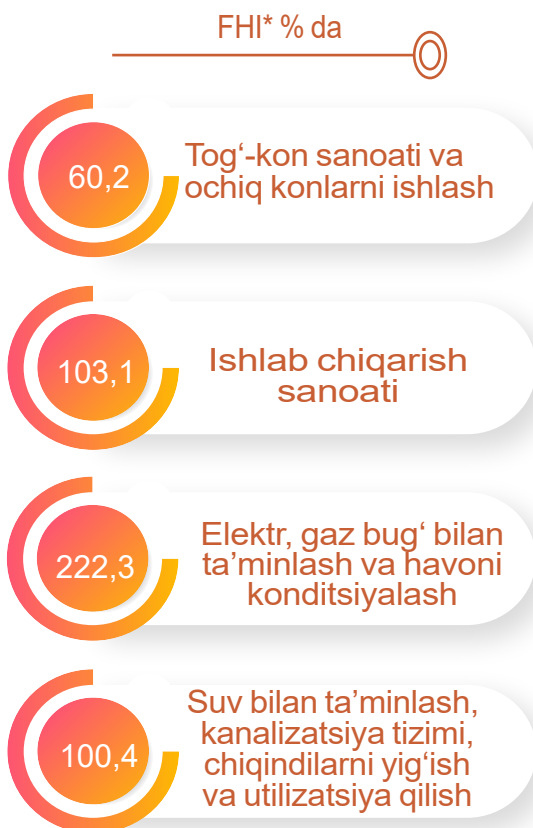 FHI* % da
60,2
Tog‘-kon sanoati va
ochiq konlarni ishlash
103,1
Ishlab chiqarish
sanoati
222,3
Elektr, gaz bug‘ bilan
ta’minlash va havoni
konditsiyalash
100,4
Suv bilan ta’minlash,
kanalizatsiya tizimi,
chiqindilarni yig‘ish
va utilizatsiya qilish